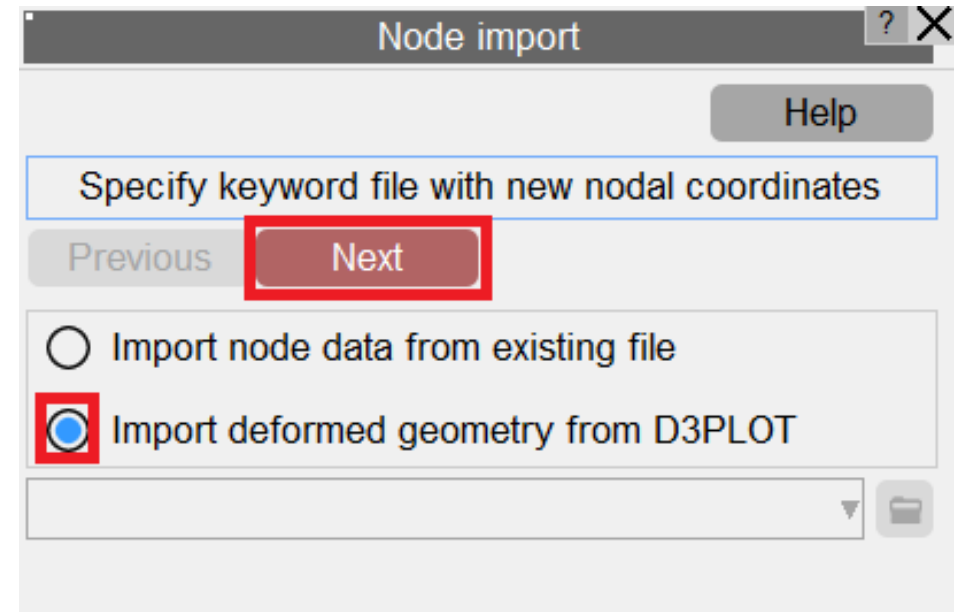 Node import
?
Help
Specify keyword file with new nodal coordinates
Previous Next
Import node data from existing file
Import deformed geometry from D3PLOT